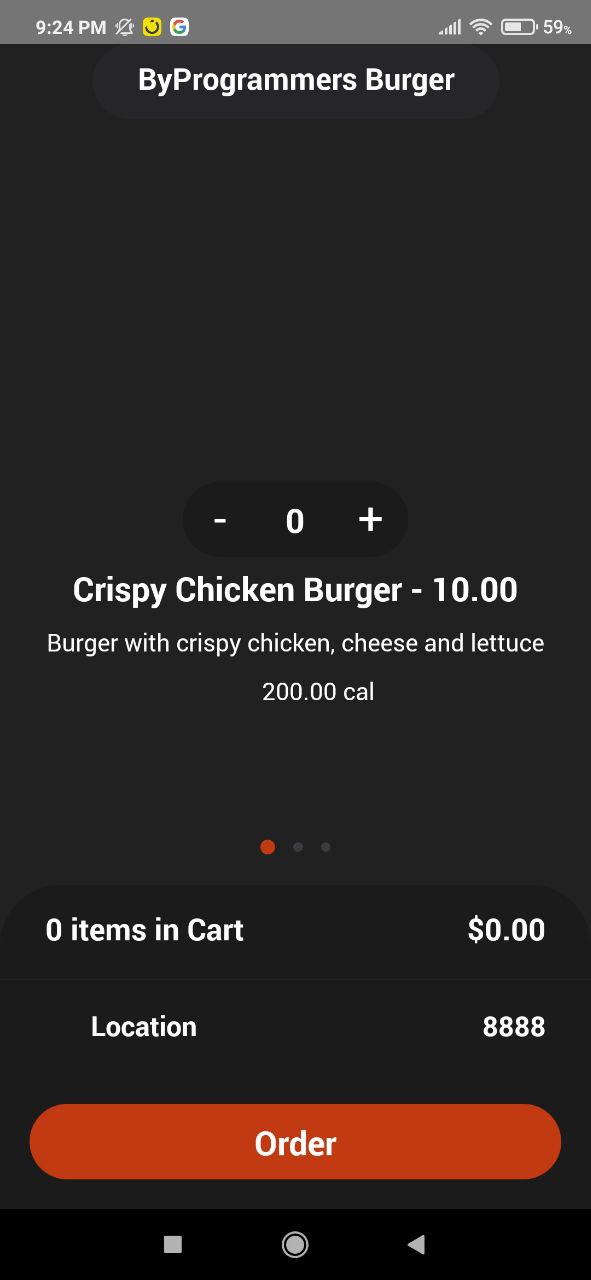 9:24 PM
59%
ByProgrammers Burger
- 0 +
Crispy Chicken Burger - 10.00
Burger with crispy chicken, cheese and lettuce
200.00 cal
0 items in Cart $0.00
Location 8888
Order